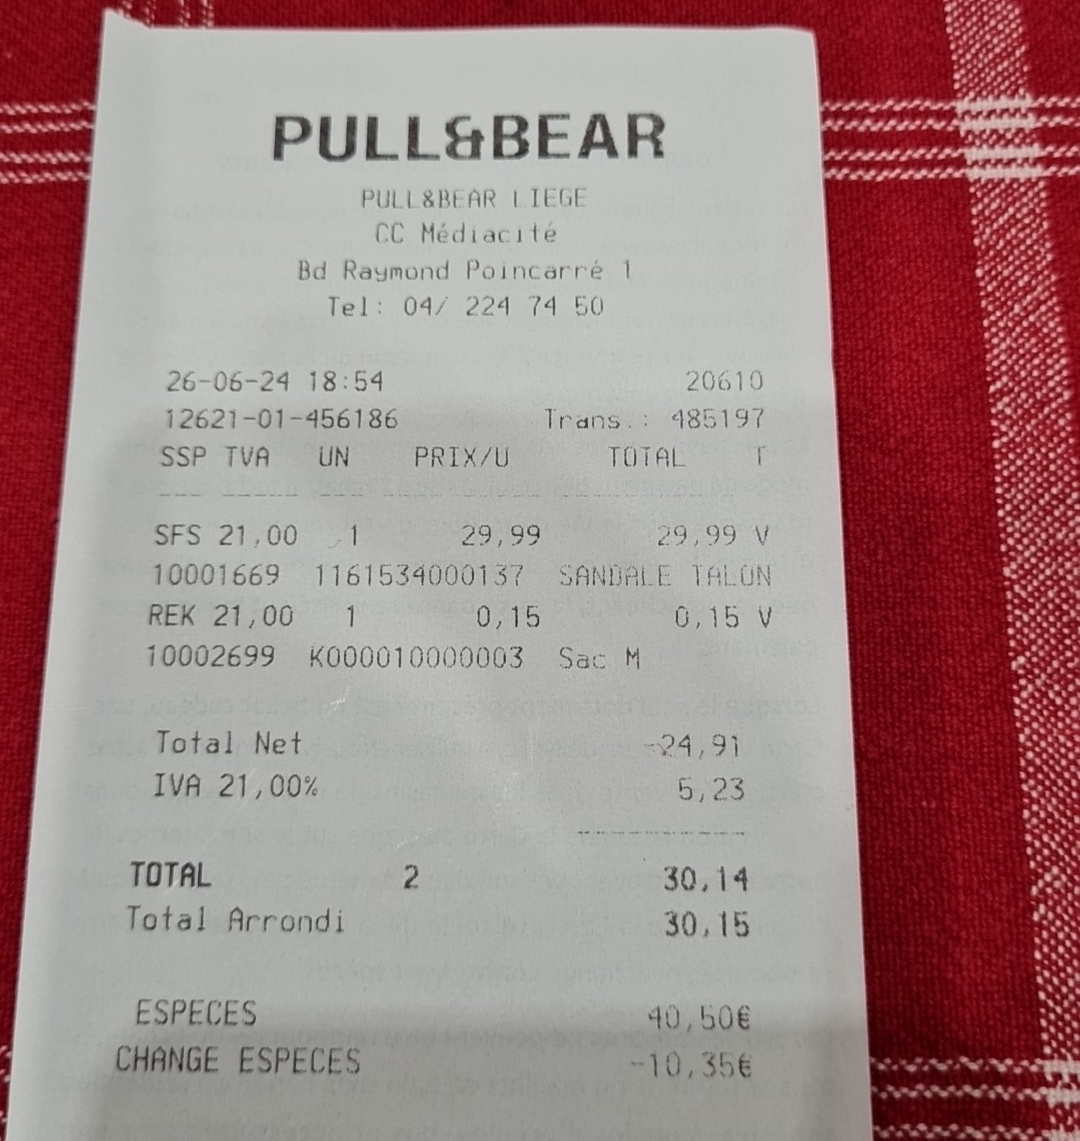 PULL&BEAR
PULL&BEAR LIEGE
CC Médiacité
Bd Raymond Poincarré 1
Tel: 04/ 224 74 50
26-06-24 18:54 20610
12621-01-456186 Trans.: 485197
SSP TVA UN PRIX/U TOTAL T
SFS 21,00 1 29,99 29,99 V
10001669 1161534000137 SANDALE TALON
REK 21,00 1 0,15 0,15 V
10002699 K000010000003 Sac M
Total Net 24,91
IVA 21,00% 5,23
TOTAL 2 30,14
Total Arrondi 30,15
ESPECES 40,50€
CHANGE ESPECES -10,35€